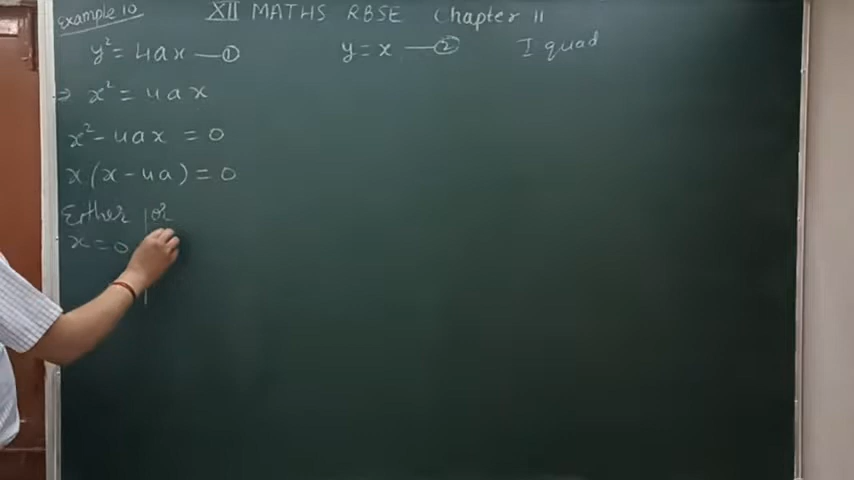 Example 10
XII MATHS RBSE Chapter 11
y² = 4ax —① y = x —② I quad
⇒ x² = 4ax
x² - 4ax = 0
x(x - 4a) = 0
Either | or
x = 0